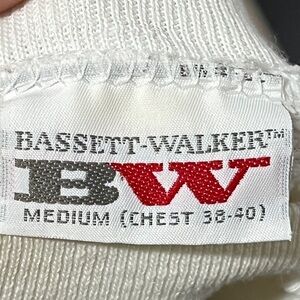 BASSETT-WALKER™
BW
MEDIUM (CHEST 38-40)